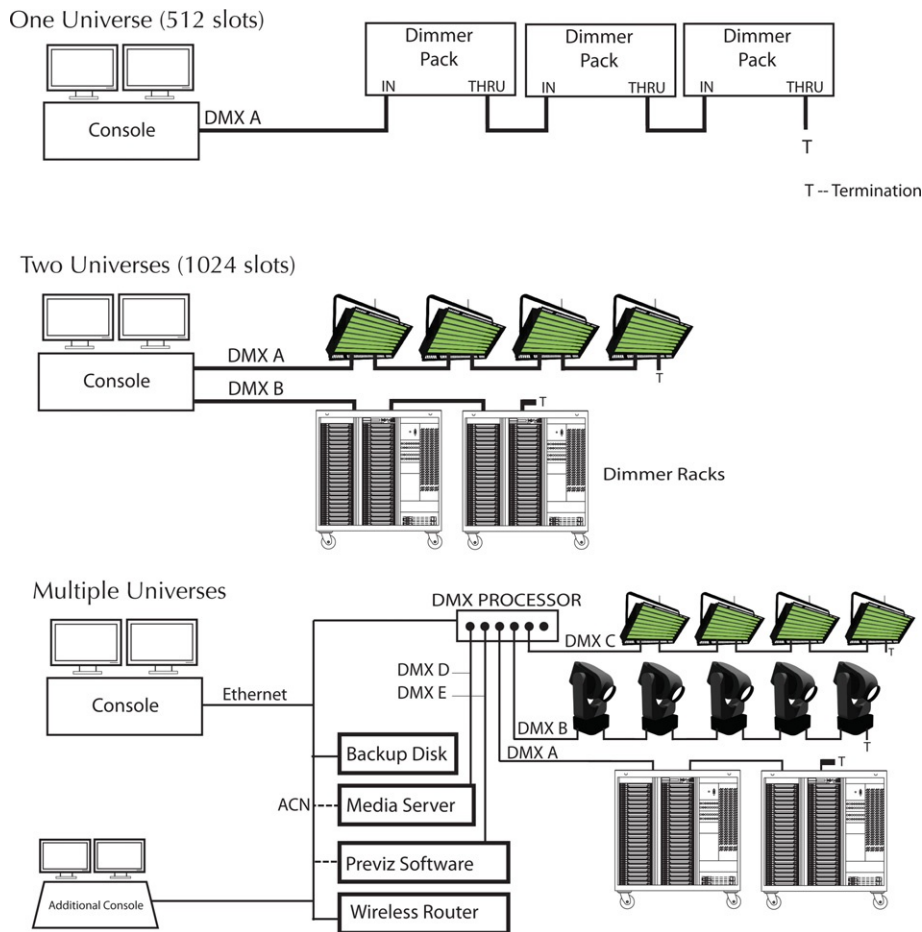 One Universe (512 slots)
Console
DMX A
Dimmer
Pack
IN THRU
Dimmer
Pack
IN THRU
Dimmer
Pack
IN THRU
T
T -- Termination
Two Universes (1024 slots)
Console
DMX A
DMX B
T
T
Dimmer Racks
Multiple Universes
Console
Ethernet
DMX PROCESSOR
DMX C
T
DMX D
DMX E
DMX B
T
DMX A
T
Backup Disk
ACN
Media Server
Previz Software
Wireless Router
Additional Console